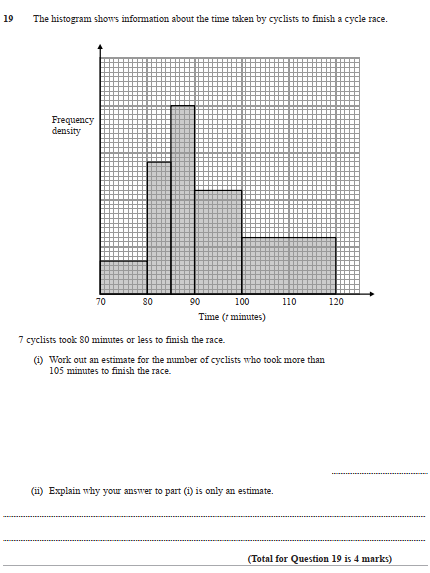 19 The histogram shows information about the time taken by cyclists to finish a cycle race.
Frequency
density
70 80 90 100 110 120
Time (t minutes)
7 cyclists took 80 minutes or less to finish the race.
(i) Work out an estimate for the number of cyclists who took more than
105 minutes to finish the race.
(ii) Explain why your answer to part (i) is only an estimate.
(Total for Question 19 is 4 marks)